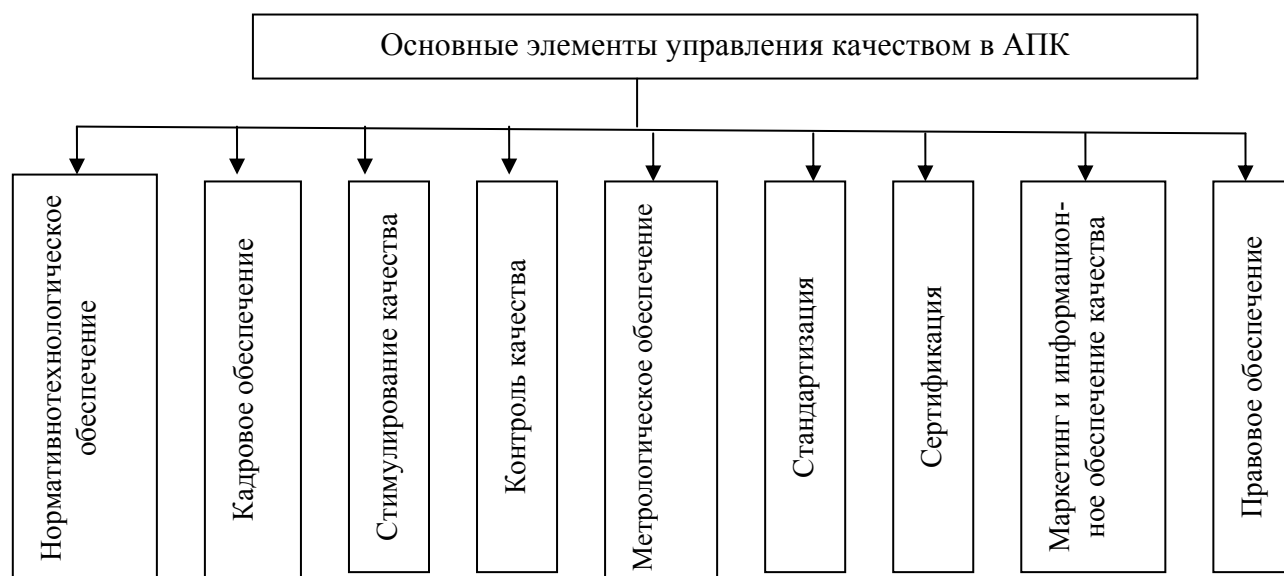 Основные элементы управления качеством в АПК
Нормативнотехнологическое
обеспечение
Кадровое обеспечение
Стимулирование качества
Контроль качества
Метрологическое обеспечение
Стандартизация
Сертификация
Маркетинг и информацион-
ное обеспечение качества
Правовое обеспечение